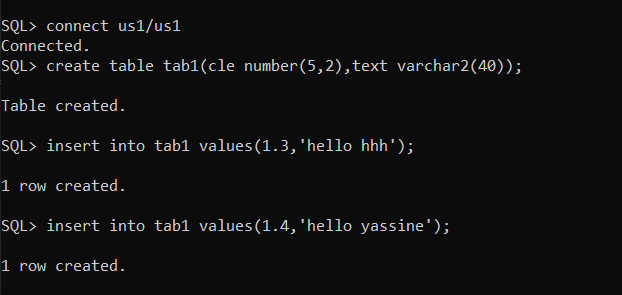 SQL> connect us1/us1
Connected.
SQL> create table tab1(cle number(5,2),text varchar2(40));
Table created.
SQL> insert into tab1 values(1.3,'hello hhh');
1 row created.
SQL> insert into tab1 values(1.4,'hello yassine');
1 row created.